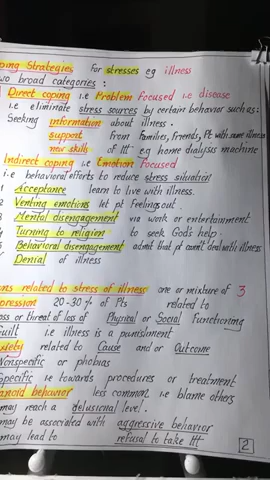 ping Strategies for stresses eg illness
wo broad categories:
Direct coping i.e Problem Focused i.e disease
i.e eliminate stress sources by certain behavior such as:
Seeking information about illness.
support from families, friends, Pt with same illness
new skills of ttt eg home dialysis machine
Indirect coping i.e Emotion Focused
i.e behavioral efforts to reduce stress situation
Acceptance learn to live with illness.
Venting emotions let pt Feelings out
Mental disengagement via work or entertainment
Turning to religion to seek God's help.
Behavioral disengagement admit that pt can't deal with illness
Denial of illness
ns related to stress of illness one or mixture of 3
pression 20-30% of Pts related to
oss or threat of loss of Physical or Social functioning
uilt i.e illness is a punishment
xiety related to Cause and or Outcome
Nonspecific or phobias
Specific i.e towards procedures or treatment
anoid behavior less common i.e blame others
may reach a delusional level.
may be associated with aggressive behavior
may lead to refusal to take ttt
2